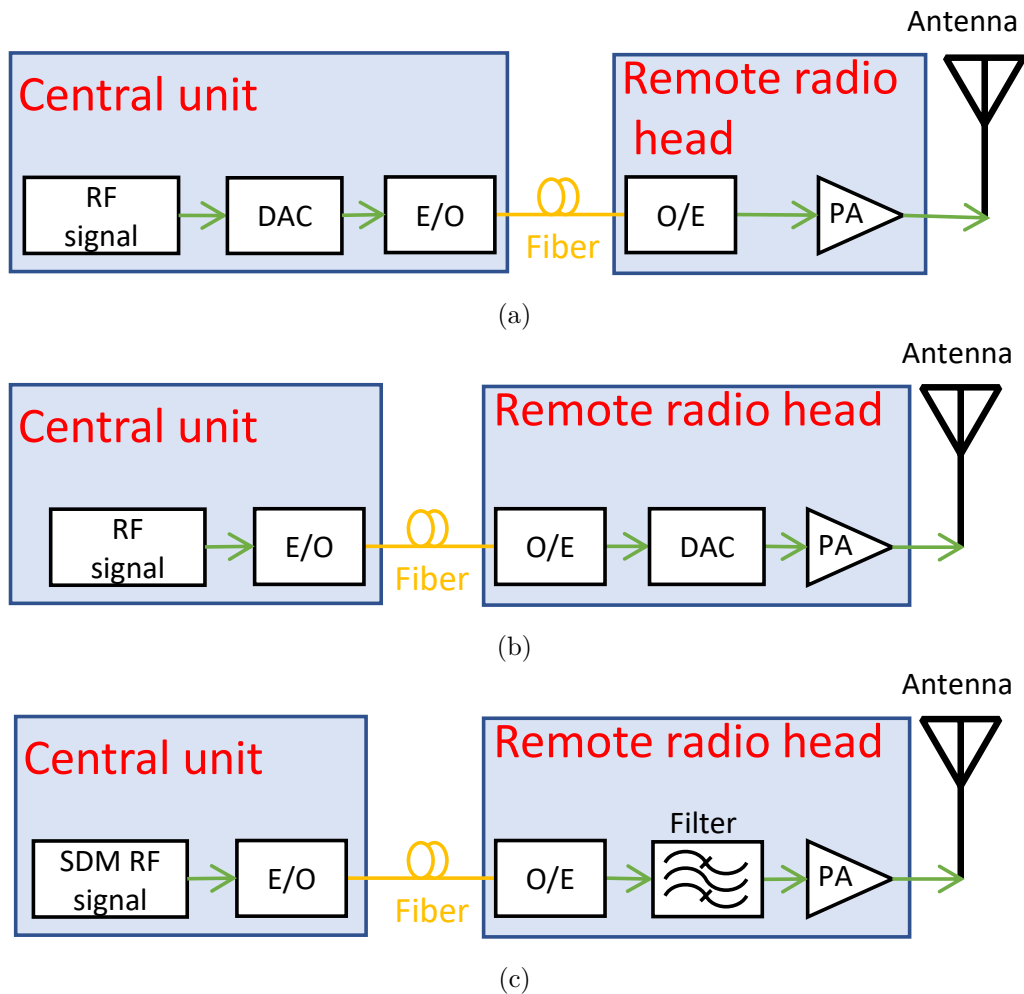 Antenna
Central unit
Remote radio
head
RF
signal
DAC
E/O
Fiber
O/E
PA
(a)
Antenna
Central unit
Remote radio head
RF
signal
E/O
Fiber
O/E
DAC
PA
(b)
Antenna
Central unit
Remote radio head
SDM RF
signal
E/O
Fiber
O/E
Filter
PA
(c)